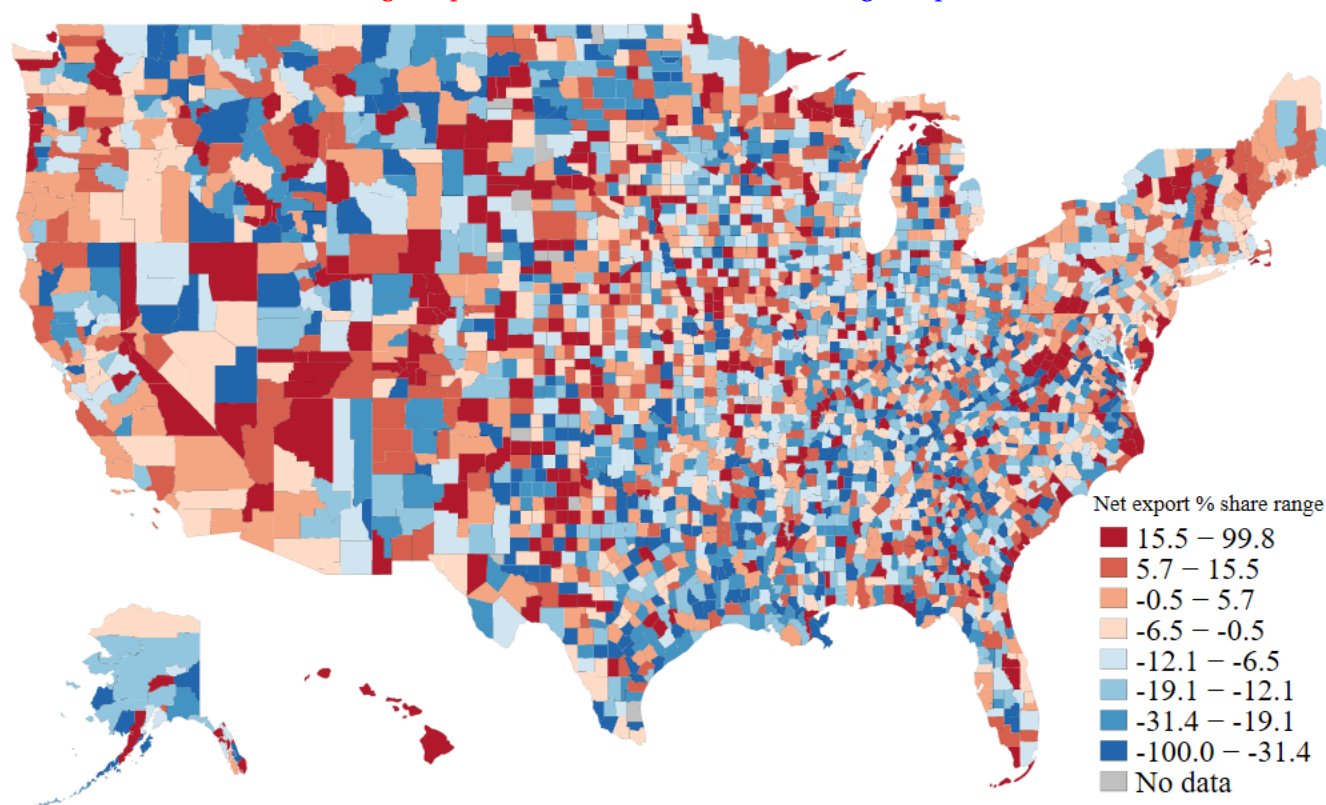 Net export % share range
15.5 − 99.8
5.7 − 15.5
-0.5 − 5.7
-6.5 − -0.5
-12.1 − -6.5
-19.1 − -12.1
-31.4 − -19.1
-100.0 − -31.4
No data